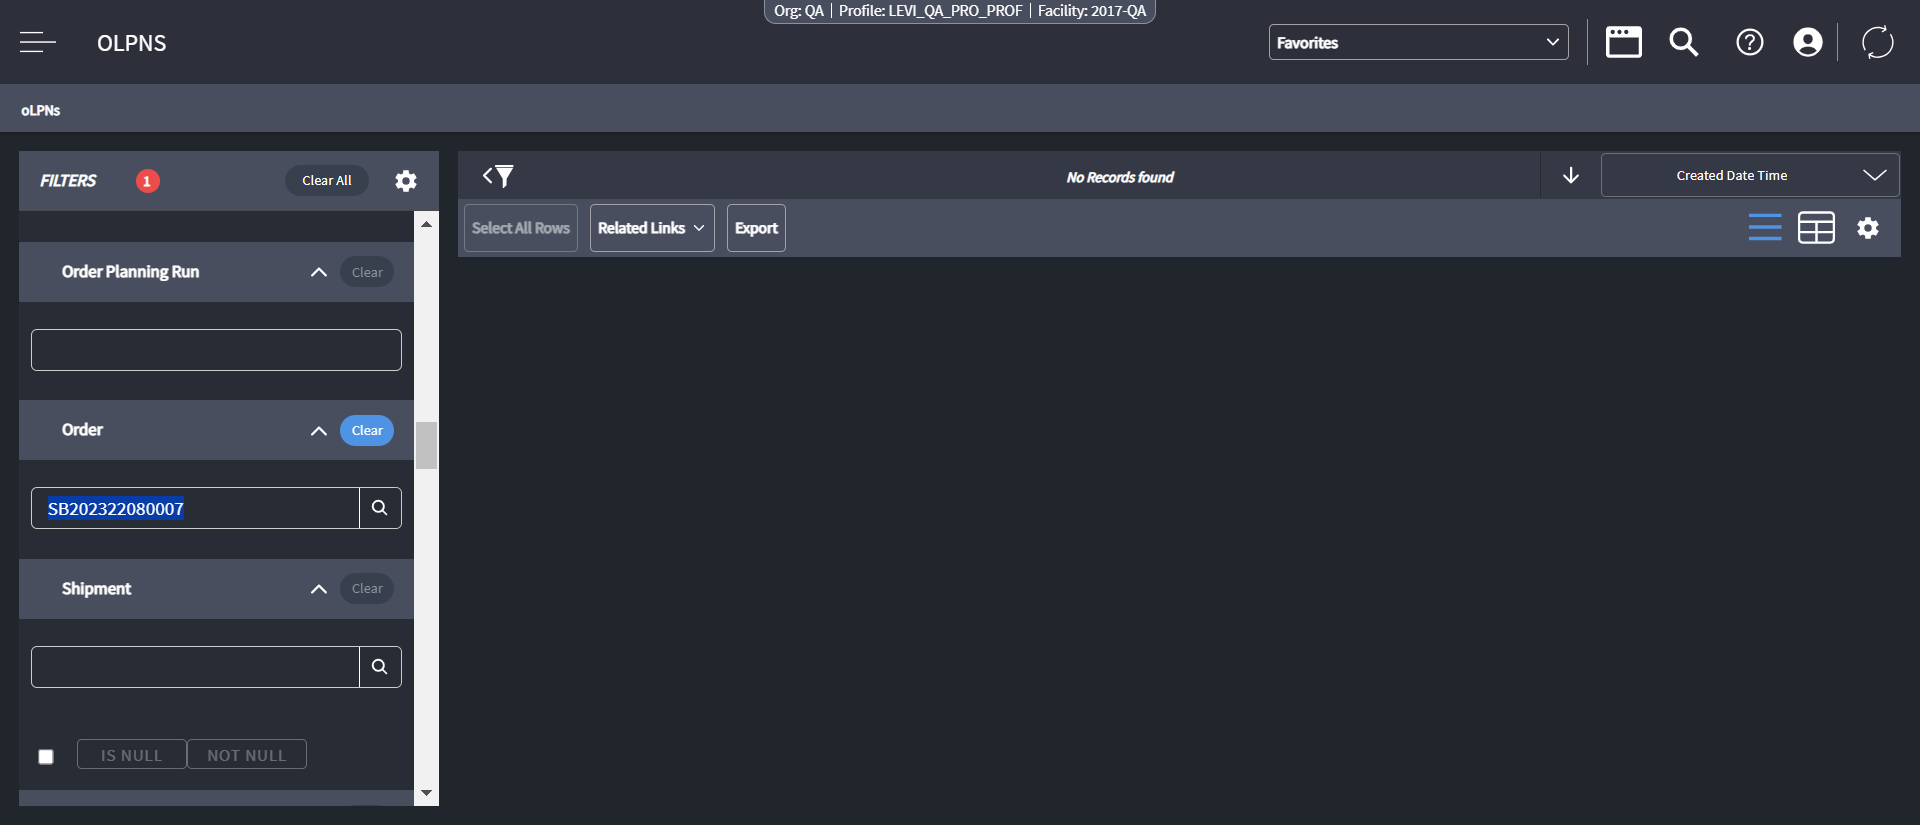 Org: QA | Profile: LEVI_QA_PRO_PROF | Facility: 2017-QA
OLPNS
Favorites
oLPNs
FILTERS
1
Clear All
No Records found
Created Date Time
Select All Rows
Related Links
Export
Order Planning Run
Clear
Order
Clear
SB202322080007
Shipment
Clear
IS NULL
NOT NULL